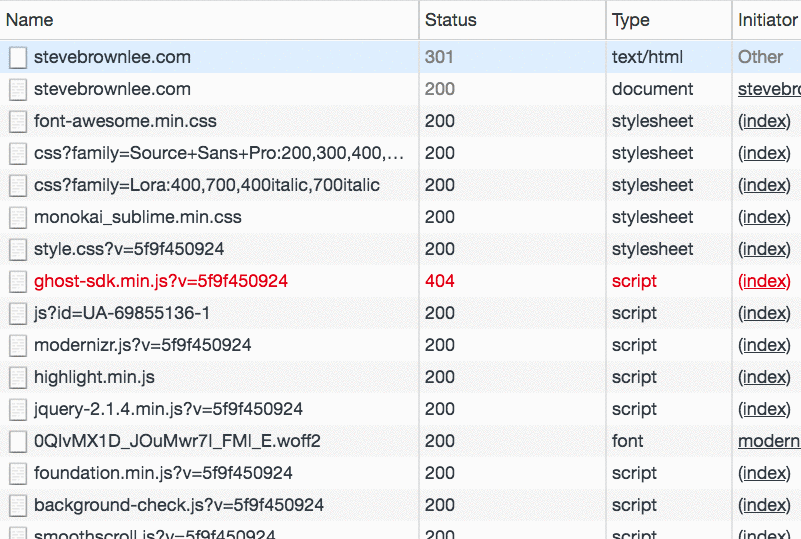 Name Status Type Initiator
stevebrownlee.com 301 text/html Other
stevebrownlee.com 200 document stevebro
font-awesome.min.css 200 stylesheet (index)
css?family=Source+Sans+Pro:200,300,400,… 200 stylesheet (index)
css?family=Lora:400,700,400italic,700italic 200 stylesheet (index)
monokai_sublime.min.css 200 stylesheet (index)
style.css?v=5f9f450924 200 stylesheet (index)
ghost-sdk.min.js?v=5f9f450924 404 script (index)
js?id=UA-69855136-1 200 script (index)
modernizr.js?v=5f9f450924 200 script (index)
highlight.min.js 200 script (index)
jquery-2.1.4.min.js?v=5f9f450924 200 script (index)
0QIvMX1D_JOuMwr7I_FMl_E.woff2 200 font modern
foundation.min.js?v=5f9f450924 200 script (index)
background-check.js?v=5f9f450924 200 script (index)
smoothscroll.js?v=5f9f450924 200 script (index)